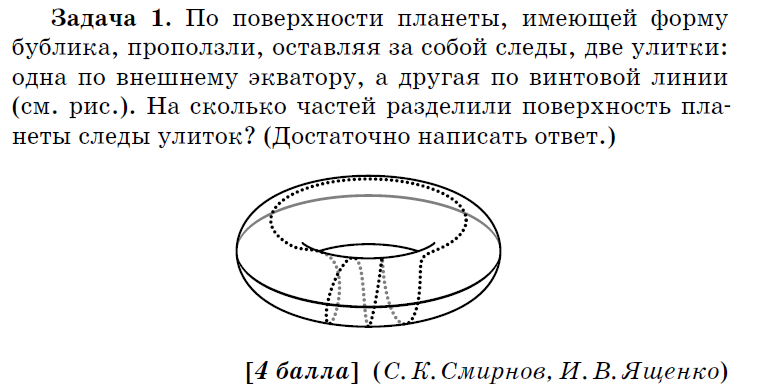 Задача 1. По поверхности планеты, имеющей форму
бублика, проползли, оставляя за собой следы, две улитки:
одна по внешнему экватору, а другая по винтовой линии
(см. рис.). На сколько частей разделили поверхность пла-
неты следы улиток? (Достаточно написать ответ.)
[4 балла] (С. К. Смирнов, И. В. Ященко)